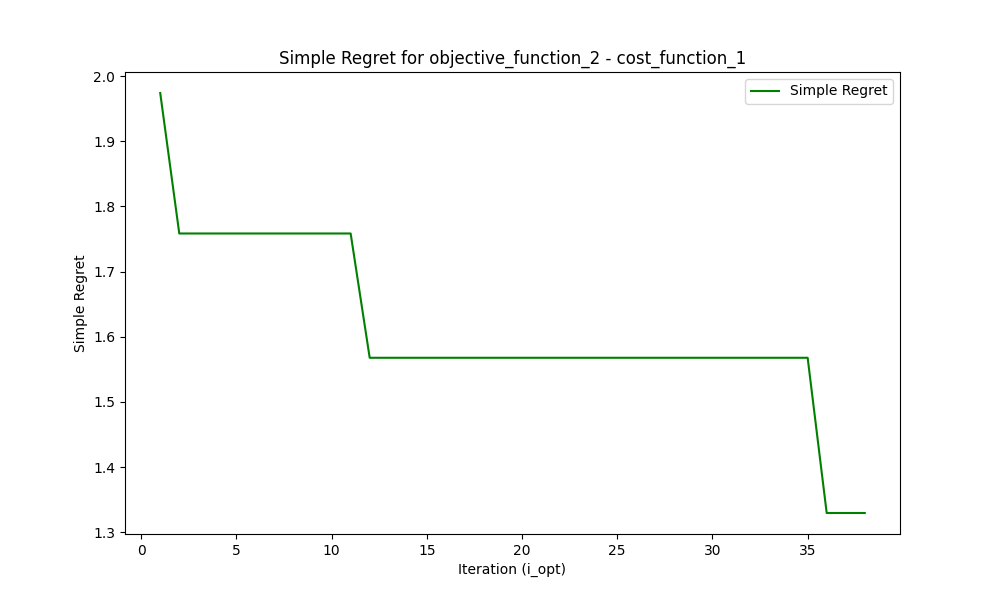 Simple Regret for objective_function_2 - cost_function_1
Simple Regret
2.0
1.9
1.8
1.7
1.6
1.5
1.4
1.3
Simple Regret
0 5 10 15 20 25 30 35
Iteration (i_opt)